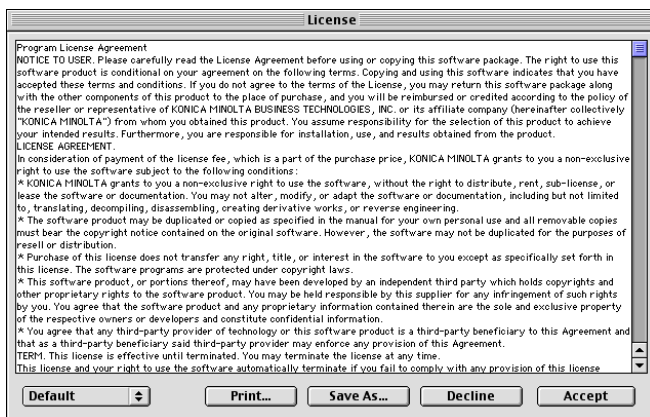 License
Program License Agreement
NOTICE TO USER. Please carefully read the License Agreement before using or copying this software package. The right to use this
software product is conditional on your agreement on the following terms. Copying and using this software indicates that you have
accepted these terms and conditions. If you do not agree to the terms of the License, you may return this software package along
with the other components of this product to the place of purchase, and you will be reimbursed or credited according to the policy of
the reseller or representative of KONICA MINOLTA BUSINESS TECHNOLOGIES, INC. or its affiliate company (hereinafter collectively
"KONICA MINOLTA") from whom you obtained this product. You assume responsibility for the selection of this product to achieve
your intended results. Furthermore, you are responsible for installation, use, and results obtained from the product.
LICENSE AGREEMENT.
In consideration of payment of the license fee, which is a part of the purchase price, KONICA MINOLTA grants to you a non-exclusive
right to use the software subject to the following conditions:
* KONICA MINOLTA grants to you a non-exclusive right to use the software, without the right to distribute, rent, sub-license, or
lease the software or documentation. You may not alter, modify, or adapt the software or documentation, including but not limited
to, translating, decompiling, disassembling, creating derivative works, or reverse engineering.
* The software product may be duplicated or copied as specified in the manual for your own personal use and all removable copies
must bear the copyright notice contained on the original software. However, the software may not be duplicated for the purposes of
resell or distribution.
* Purchase of this license does not transfer any right, title, or interest in the software to you except as specifically set forth in
this license. The software programs are protected under copyright laws.
* This software product, or portions thereof, may have been developed by an independent third party which holds copyrights and
other proprietary rights to the software product. You may be held responsible by this supplier for any infringement of such rights
by you. You agree that the software product and any proprietary information contained therein are the sole and exclusive property
of the respective owners or developers and constitute confidential information.
* You agree that any third-party provider of technology or this software product is a third-party beneficiary to this Agreement and
that as a third-party beneficiary said third-party provider may enforce any provision of this Agreement.
TERM. This license is effective until terminated. You may terminate the license at any time.
This license and your right to use the software automatically terminate if you fail to comply with any provision of this license
Default Print... Save As... Decline Accept